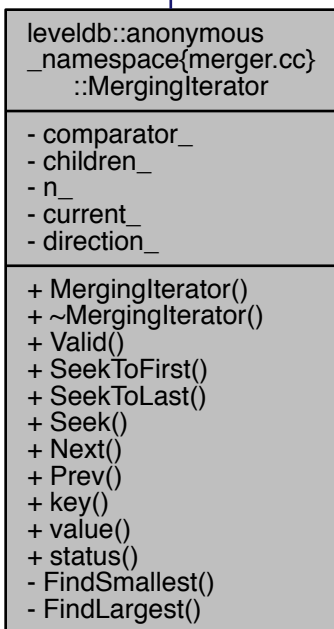 leveldb::anonymous
_namespace{merger.cc}
::MergingIterator
- comparator_
- children_
- n_
- current_
- direction_
+ MergingIterator()
+ ~MergingIterator()
+ Valid()
+ SeekToFirst()
+ SeekToLast()
+ Seek()
+ Next()
+ Prev()
+ key()
+ value()
+ status()
- FindSmallest()
- FindLargest()